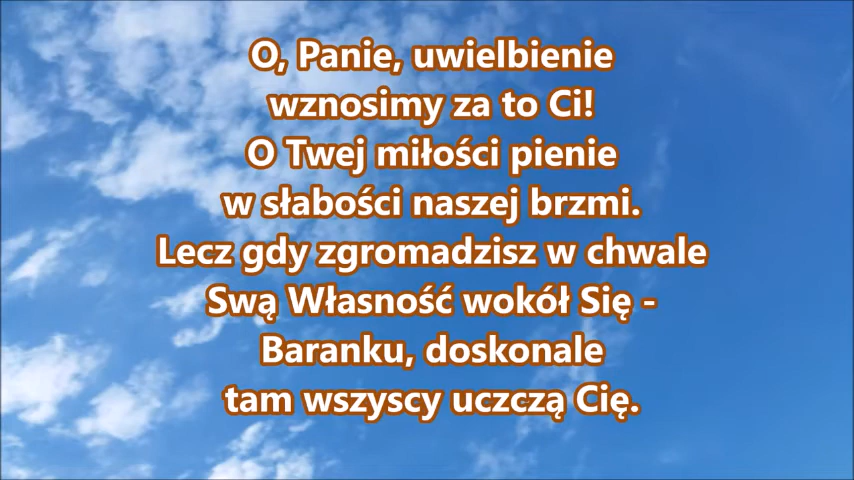 O, Panie, uwielbienie
wznosimy za to Ci!
O Twej miłości pienie
w słabości naszej brzmi.
Lecz gdy zgromadzisz w chwale
Swą Własność wokół Się -
Baranku, doskonale
tam wszyscy uczczą Cię.